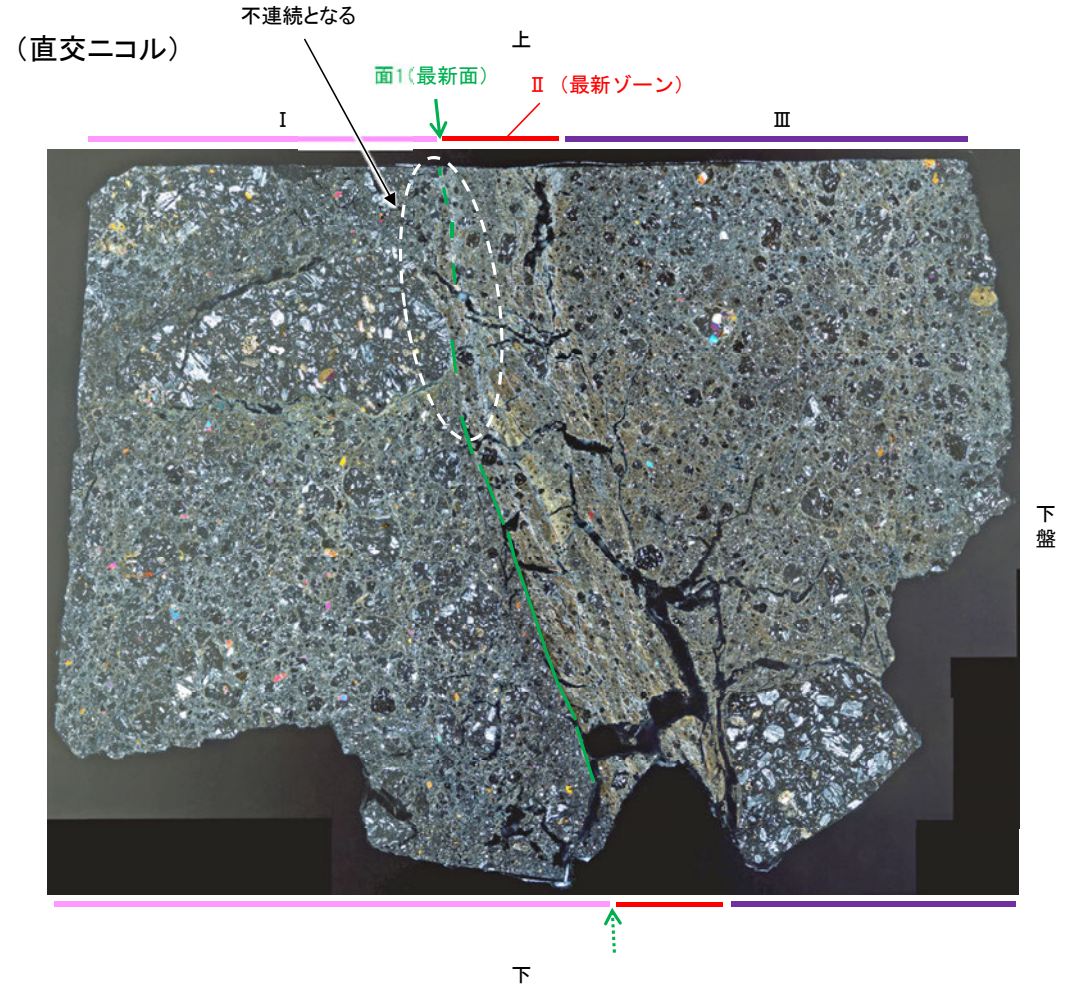 不連続となる
(直交ニコル)
上
面1(最新面)
Ⅱ (最新ゾーン)
Ⅰ
Ⅲ
下盤
下